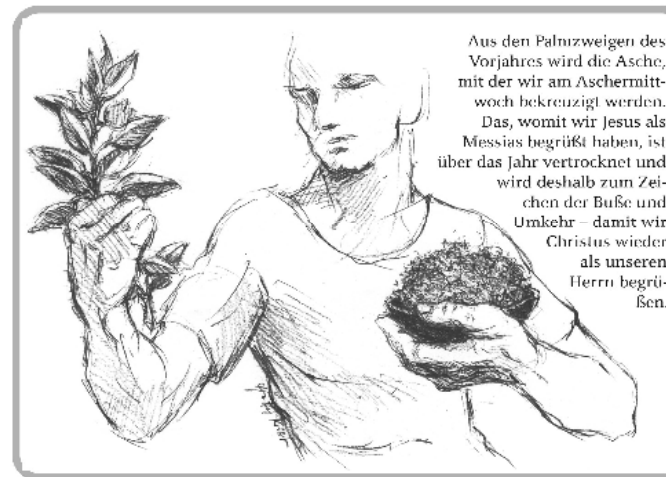 Aus den Palmzweigen des
Vorjahres wird die Asche,
mit der wir am Aschermitt-
woch bekreuzigt werden.
Das, womit wir Jesus als
Messias begrüßt haben, ist
über das Jahr vertrocknet und
wird deshalb zum Zei-
chen der Buße und
Umkehr – damit wir
Christus wieder
als unseren
Herrn begrü-
ßen.